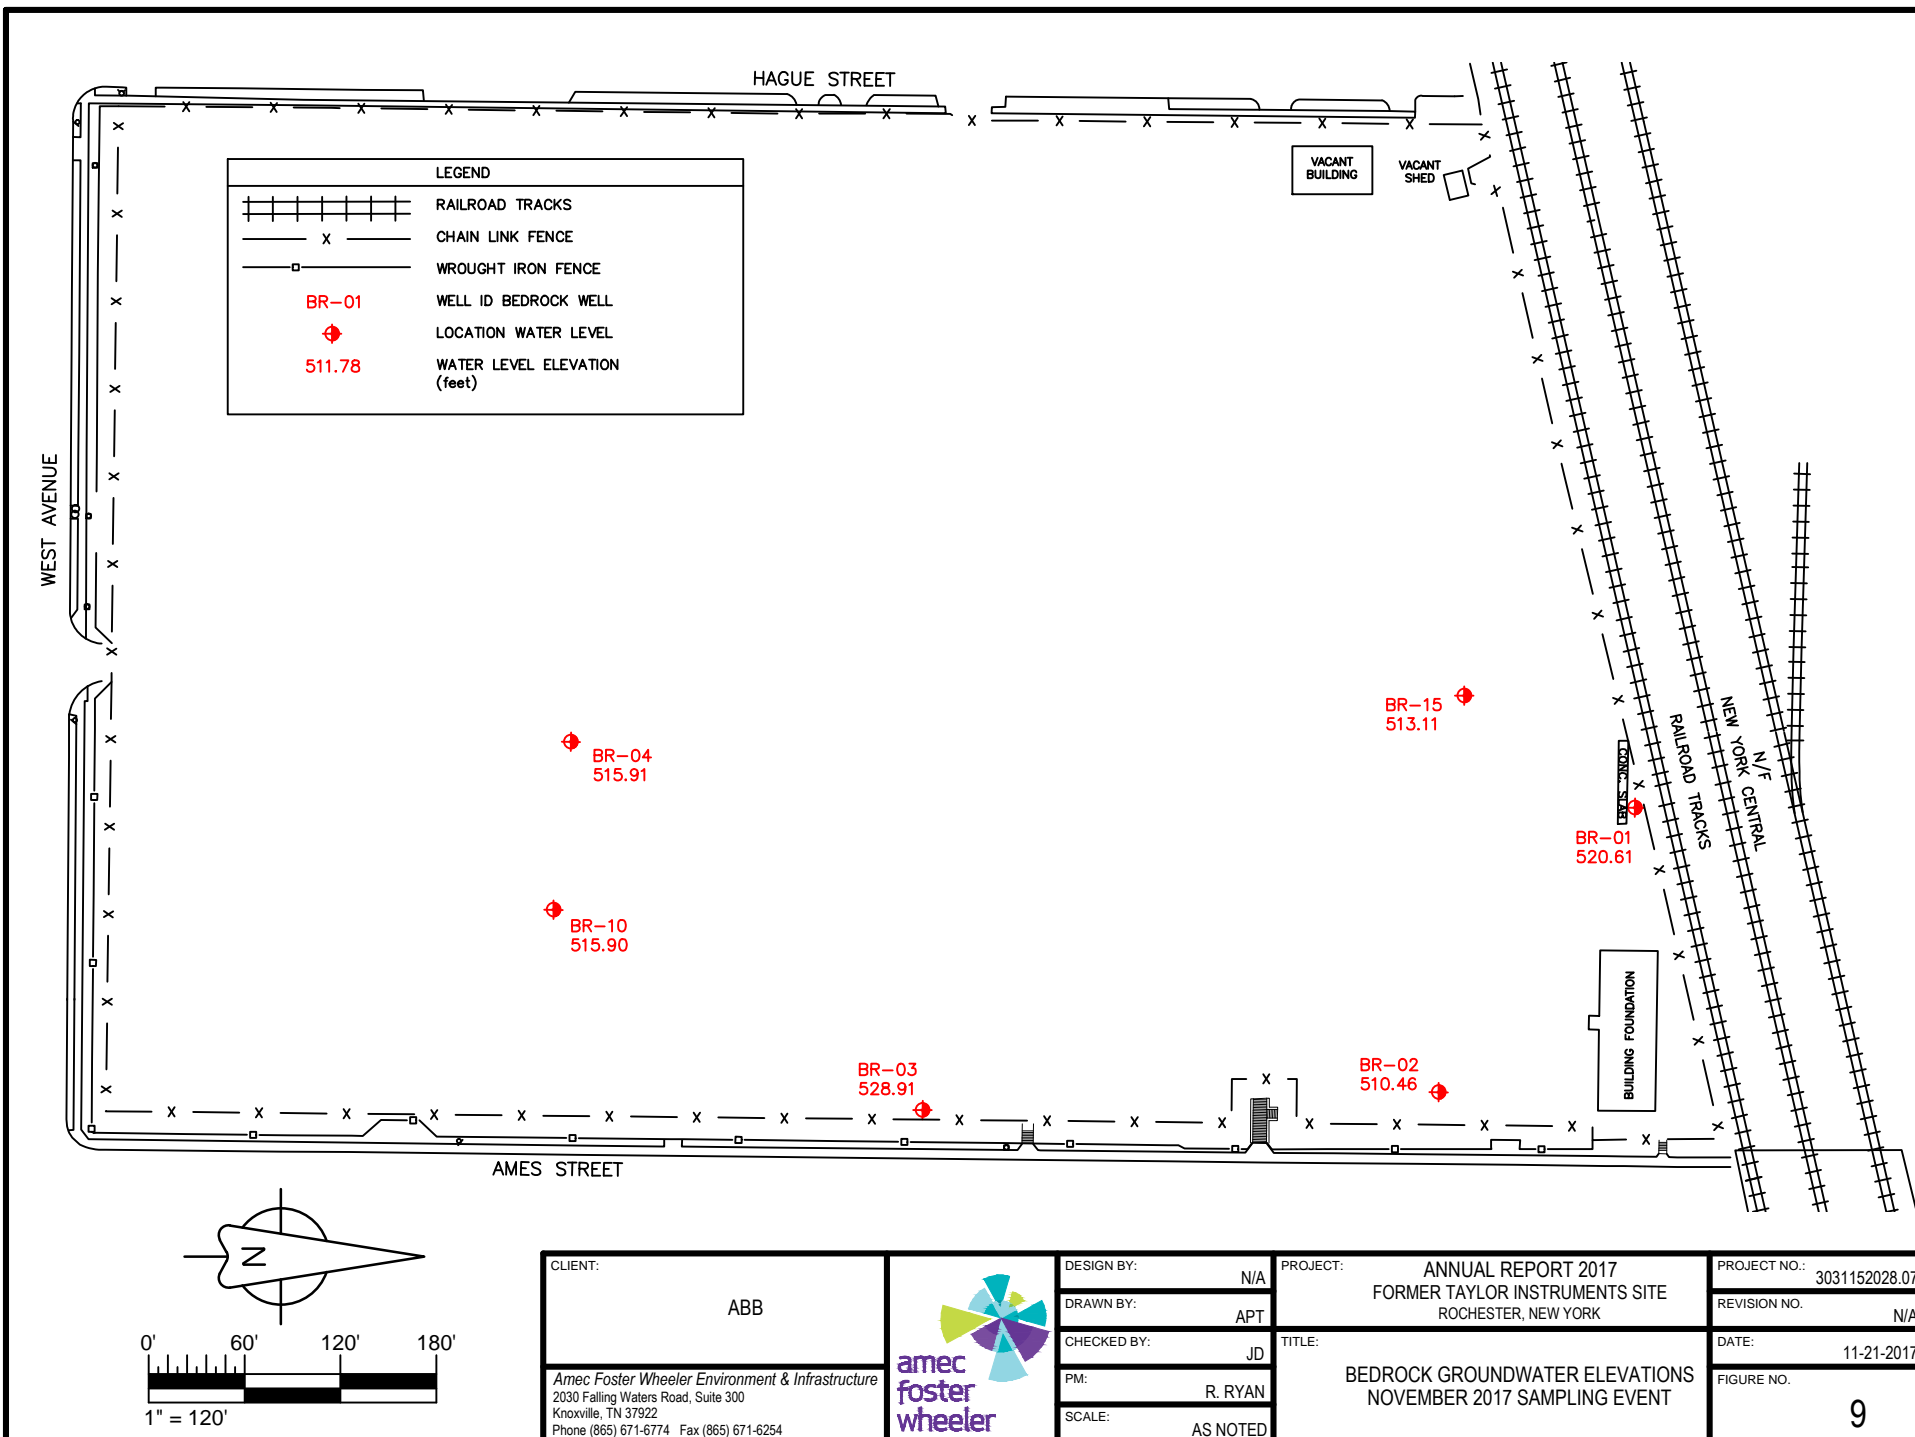 HAGUE STREET
LEGEND
RAILROAD TRACKS
X CHAIN LINK FENCE
WROUGHT IRON FENCE
BR-01 WELL ID BEDROCK WELL
LOCATION WATER LEVEL
511.78 WATER LEVEL ELEVATION
(feet)
VACANT
BUILDING
VACANT
SHED
WEST AVENUE
BR-04
515.91
BR-15
513.11
CONC. SLAB
BR-01
520.61
RAILROAD TRACKS
NEW YORK CENTRAL
N/F
BR-10
515.90
BUILDING FOUNDATION
BR-03
528.91
BR-02
510.46
AMES STREET
N
0' 60' 120' 180'
1" = 120'
CLIENT:
ABB
Amec Foster Wheeler Environment & Infrastructure
2030 Falling Waters Road, Suite 300
Knoxville, TN 37922
Phone (865) 671-6774 Fax (865) 671-6254
amec
foster
wheeler
DESIGN BY:
N/A
DRAWN BY:
APT
CHECKED BY:
JD
PM:
R. RYAN
SCALE:
AS NOTED
PROJECT:
ANNUAL REPORT 2017
FORMER TAYLOR INSTRUMENTS SITE
ROCHESTER, NEW YORK
TITLE:
BEDROCK GROUNDWATER ELEVATIONS
NOVEMBER 2017 SAMPLING EVENT
PROJECT NO.:
3031152028.07
REVISION NO.
N/A
DATE:
11-21-2017
FIGURE NO.
9